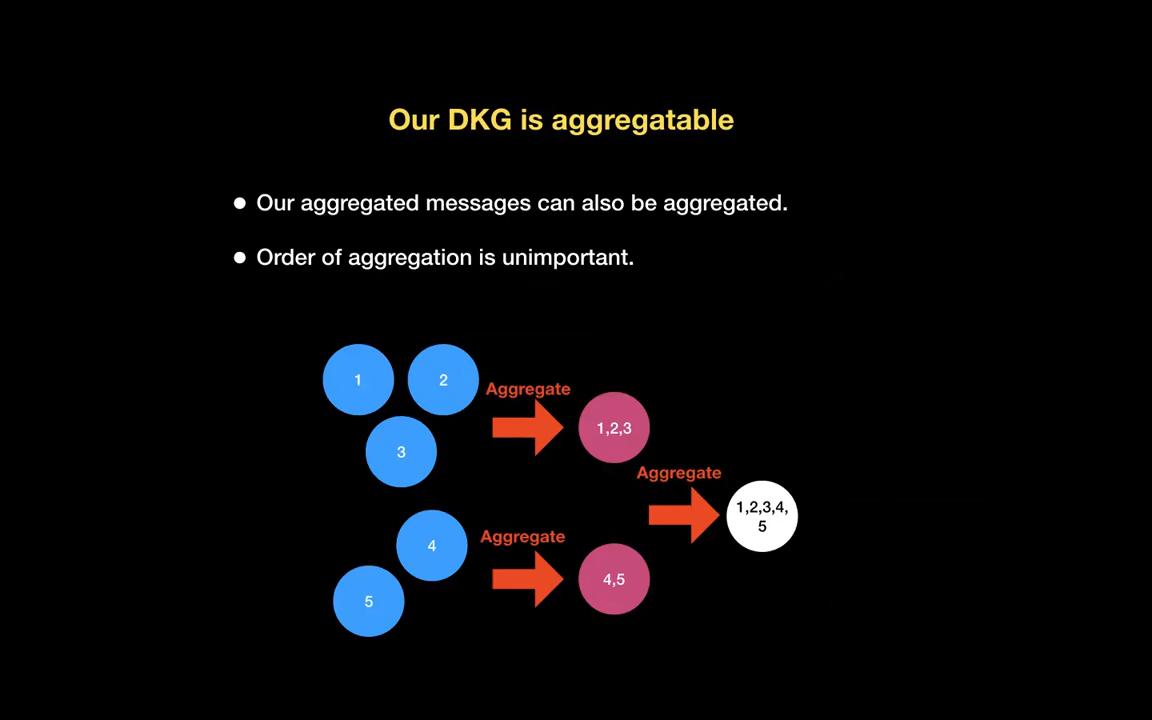 Our DKG is aggregatable
● Our aggregated messages can also be aggregated.
● Order of aggregation is unimportant.
1
2
Aggregate
3
1,2,3
Aggregate
1,2,3,4,
5
4
Aggregate
5
4,5